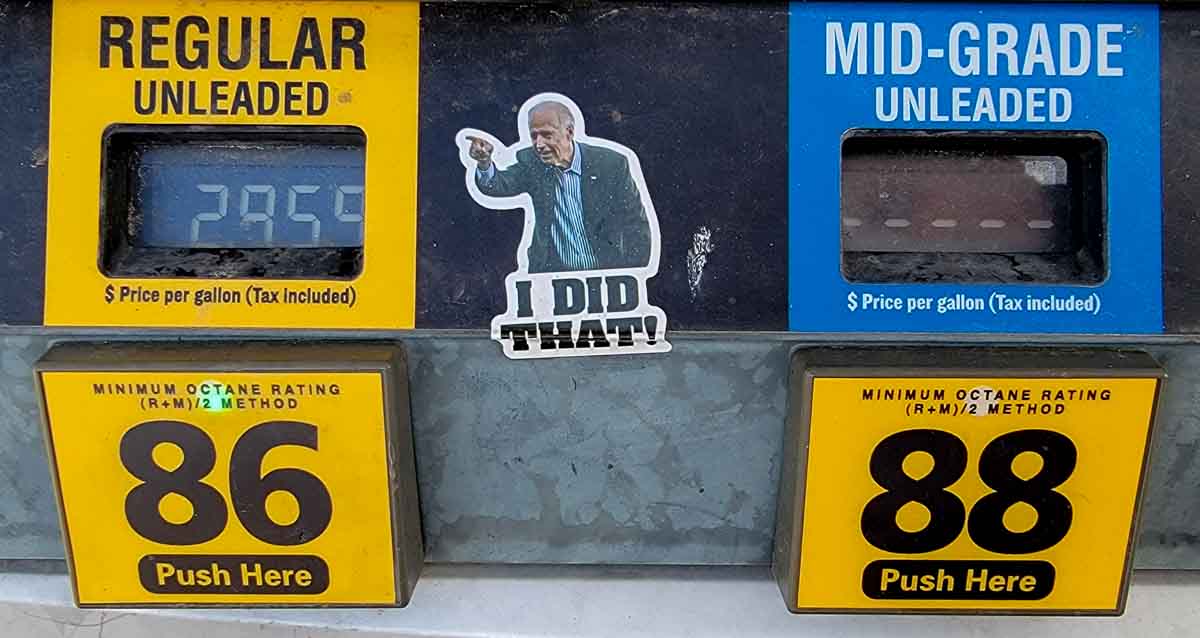 REGULAR
UNLEADED
2959
$ Price per gallon (Tax included)
I DID
THAT!
MID-GRADE
UNLEADED
-----
$ Price per gallon (Tax included)
MINIMUM OCTANE RATING
(R+M)/2 METHOD
86
Push Here
MINIMUM OCTANE RATING
(R+M)/2 METHOD
88
Push Here